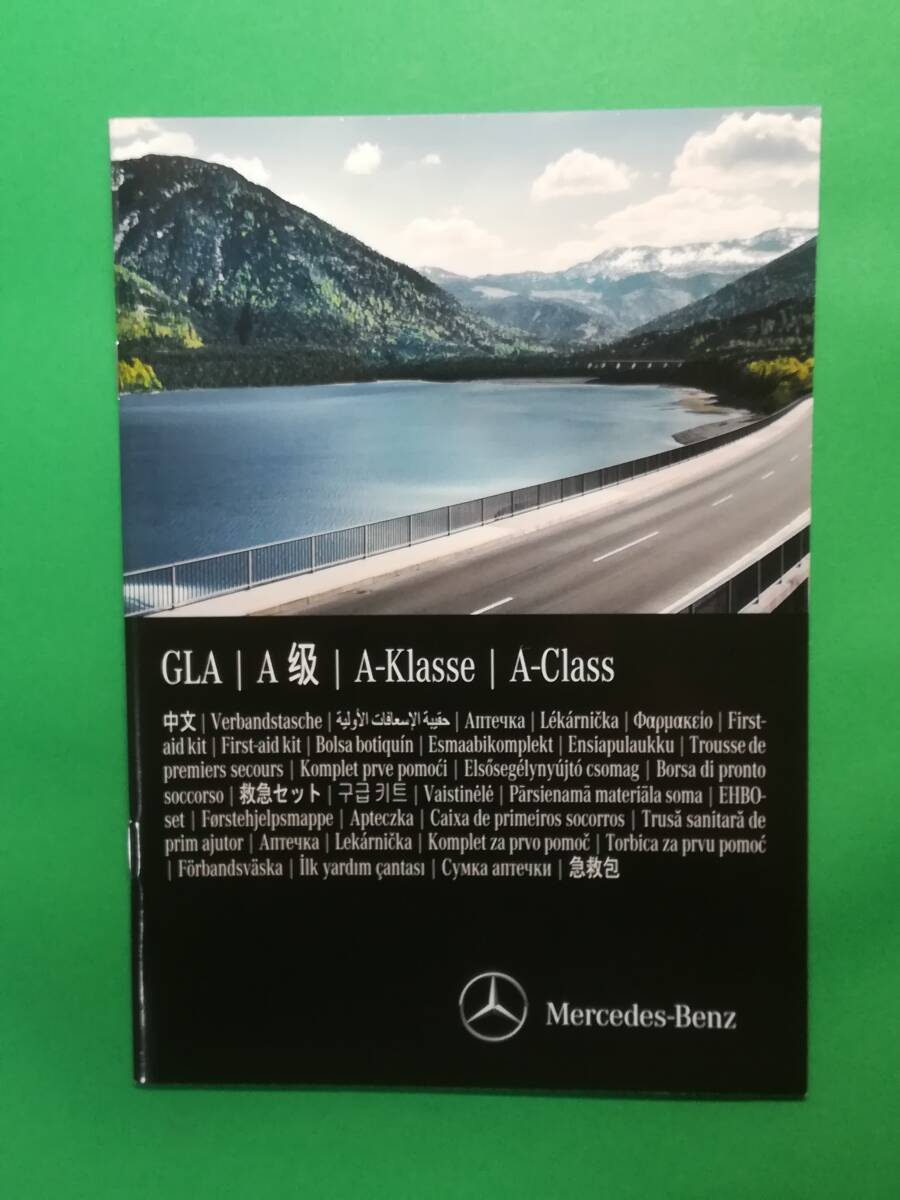 GLA | A 级 | A-Klasse | A-Class
中文 | Verbandstasche | حقيبة الإسعافات الأولية | Аптечка | Lékárnička | Φαρμακείο | First-
aid kit | First-aid kit | Bolsa botiquín | Esmaabikomplekt | Ensiapulaukku | Trousse de
premiers secours | Komplet prve pomoći | Elsősegélynyújtó csomag | Borsa di pronto
soccorso | 救急セット | 구급 키트 | Vaistinėlė | Pārsienamā materiāla soma | EHBO-
set | Førstehjelpsmappe | Apteczka | Caixa de primeiros socorros | Trusă sanitară de
prim ajutor | Аптечка | Lekárnička | Komplet za prvo pomoč | Torbica za prvu pomoć
| Förbandsväska | İlk yardım çantası | Сумка аптечки | 急救包
Mercedes-Benz